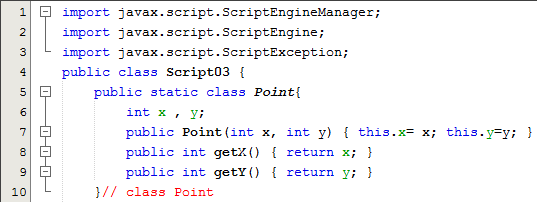 1 import javax.script.ScriptEngineManager;
2 import javax.script.ScriptEngine;
3 import javax.script.ScriptException;
4 public class Script03 {
5     public static class Point{
6         int x , y;
7         public Point(int x, int y) { this.x= x; this.y=y; }
8         public int getX() { return x; }
9         public int getY() { return y; }
10     }// class Point